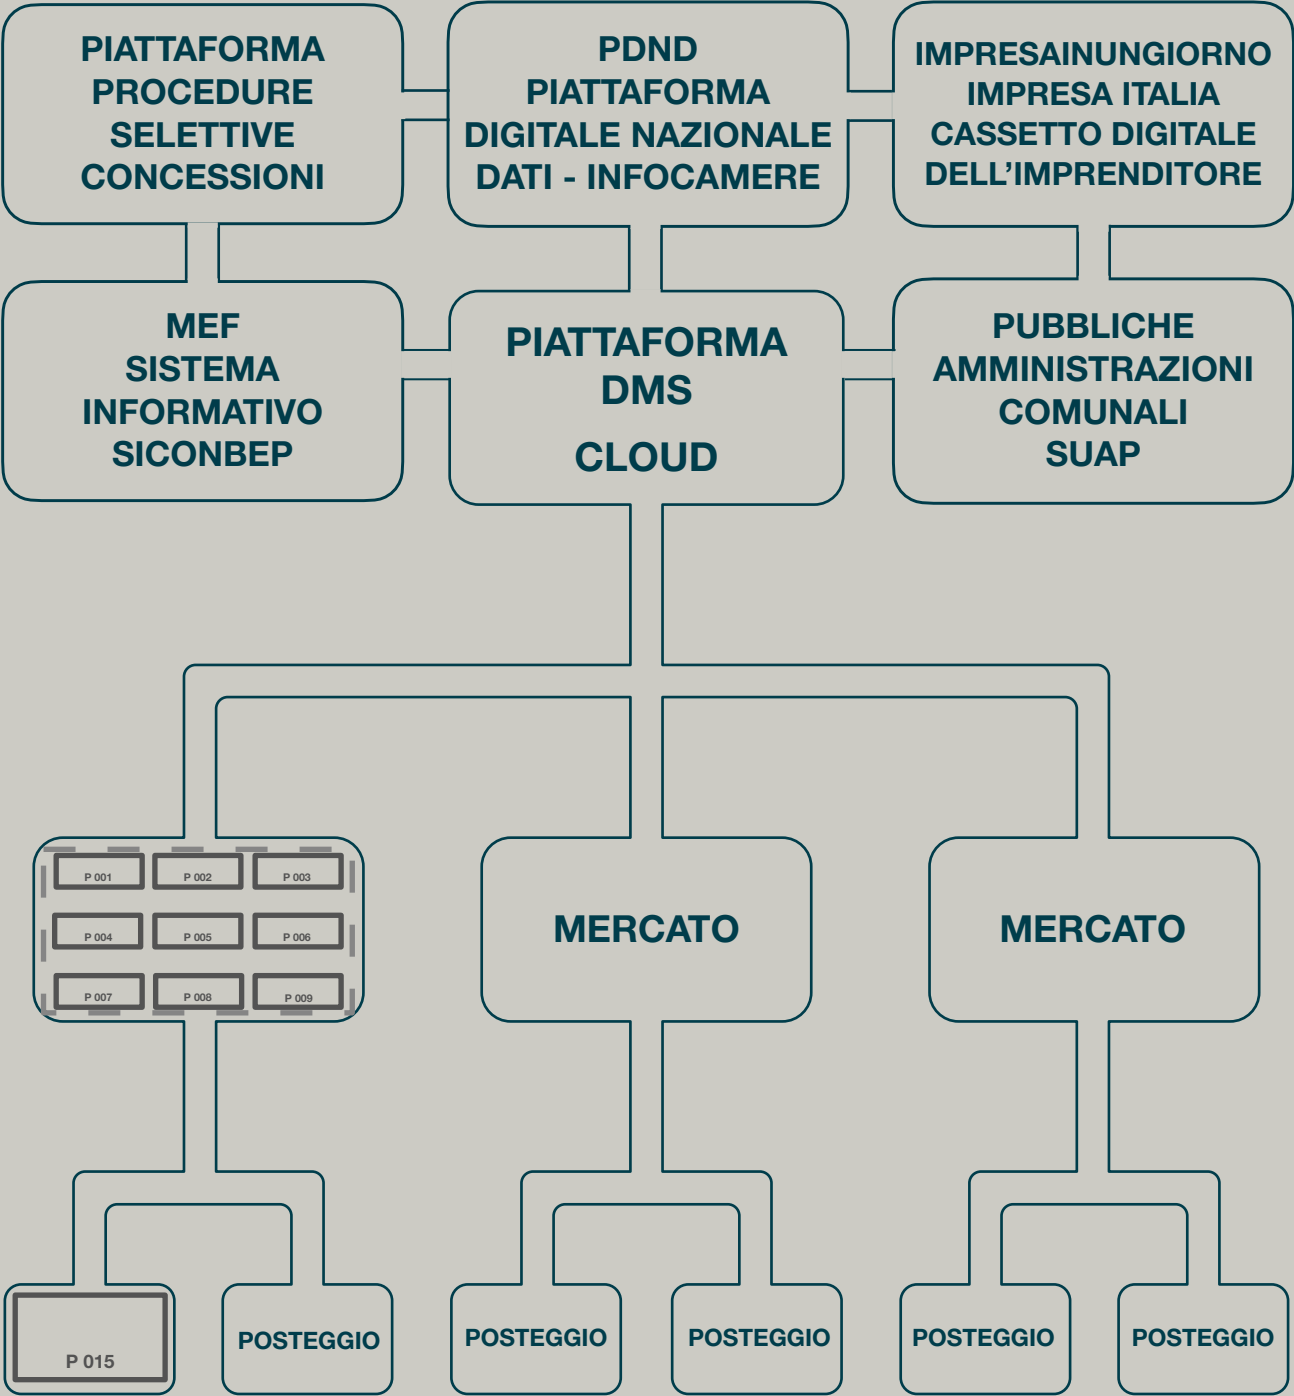 PIATTAFORMA
PROCEDURE
SELETTIVE
CONCESSIONI
PDND
PIATTAFORMA
DIGITALE NAZIONALE
DATI - INFOCAMERE
IMPRESAINUNGIORNO
IMPRESA ITALIA
CASSETTO DIGITALE
DELL'IMPRENDITORE
MEF
SISTEMA
INFORMATIVO
SICONBEP
PIATTAFORMA
DMS
CLOUD
PUBBLICHE
AMMINISTRAZIONI
COMUNALI
SUAP
P 001
P 002
P 003
P 004
P 005
P 006
P 007
P 008
P 009
MERCATO
MERCATO
P 015
POSTEGGIO
POSTEGGIO
POSTEGGIO
POSTEGGIO
POSTEGGIO